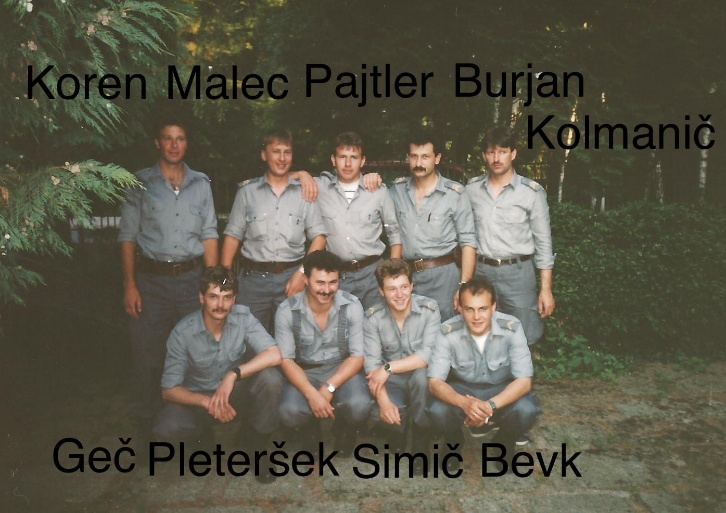 Koren Malec Pajtler Burjan
Kolmanič
Geč Pleteršek Simič Bevk